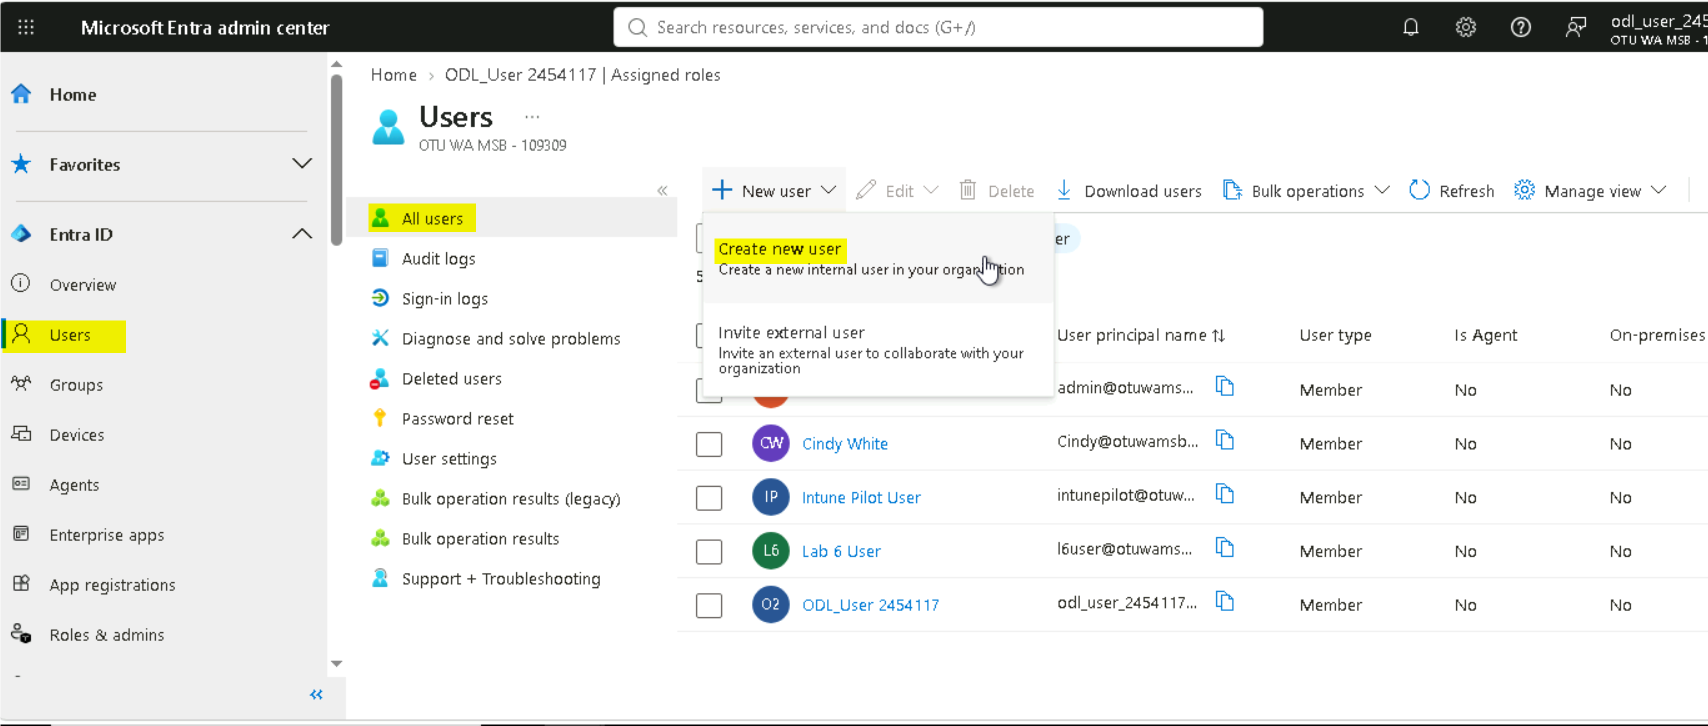 Microsoft Entra admin center
Search resources, services, and docs (G+/)
odl_user_245
OTU WA MSB - 1
Home
Favorites
Entra ID
Overview
Users
Groups
Devices
Agents
Enterprise apps
App registrations
Roles & admins
Home > ODL_User 2454117 | Assigned roles
Users ...
OTU WA MSB - 109309
All users
Audit logs
Sign-in logs
Diagnose and solve problems
Deleted users
Password reset
User settings
Bulk operation results (legacy)
Bulk operation results
Support + Troubleshooting
New user Edit Delete Download users Bulk operations Refresh Manage view
er
5
Create new user
Create a new internal user in your organization
Invite external user
Invite an external user to collaborate with your
organization
User principal name User type Is Agent On-premises
admin@otuwams... Member No No
CW Cindy White Cindy@otuwamsb... Member No No
IP Intune Pilot User intunepilot@otuw... Member No No
L6 Lab 6 User l6user@otuwams... Member No No
O2 ODL_User 2454117 odl_user_2454117... Member No No